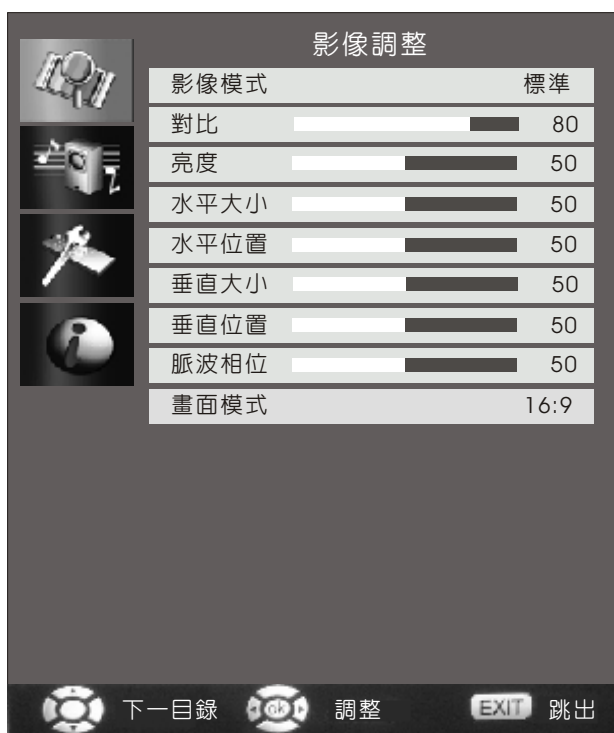 影像調整
影像模式 標準
對比 80
亮度 50
水平大小 50
水平位置 50
垂直大小 50
垂直位置 50
脈波相位 50
畫面模式 16:9
下一目錄 ok 調整 EXIT 跳出